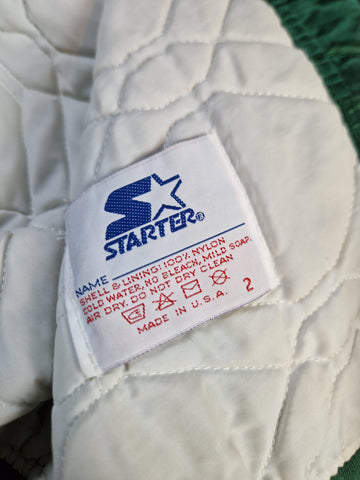 STARTER®
NAME
SHELL & LINING: 100% NYLON
COLD WATER, NO BLEACH, MILD SOAP.
AIR DRY. DO NOT DRY CLEAN
MADE IN U.S.A. 2